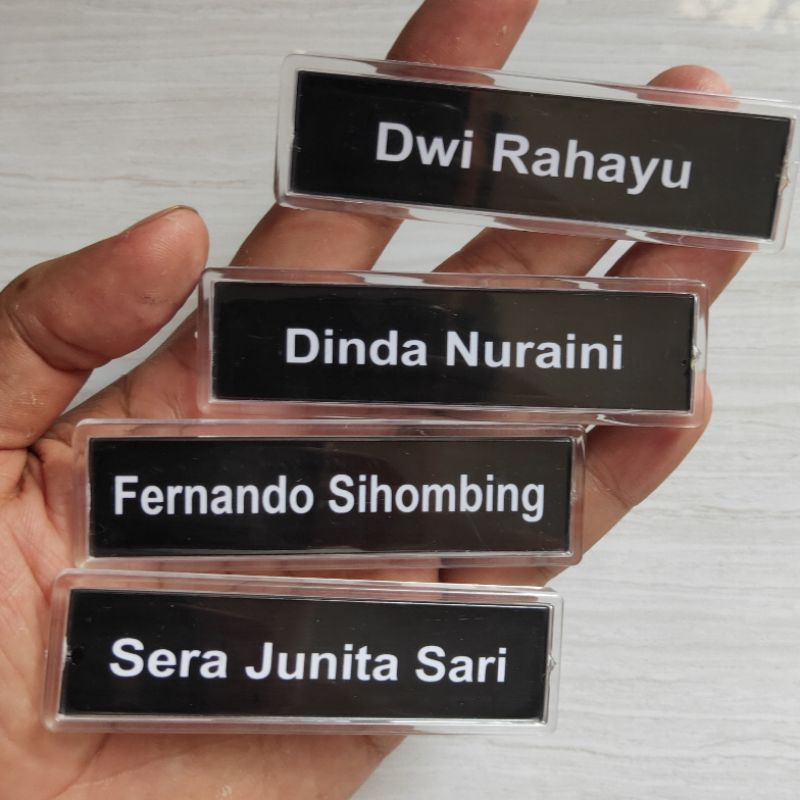 Dwi Rahayu
Dinda Nuraini
Fernando Sihombing
Sera Junita Sari